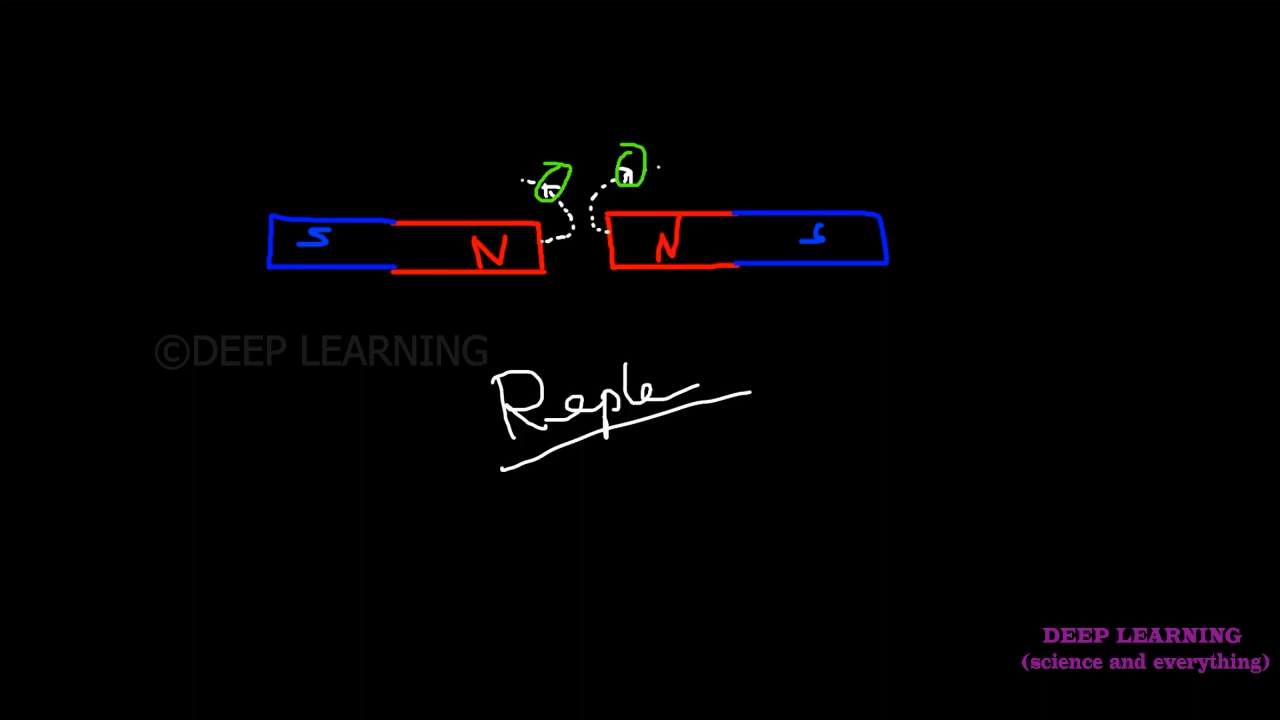 S N N S
©DEEP LEARNING
Reple
DEEP LEARNING
(science and everything)